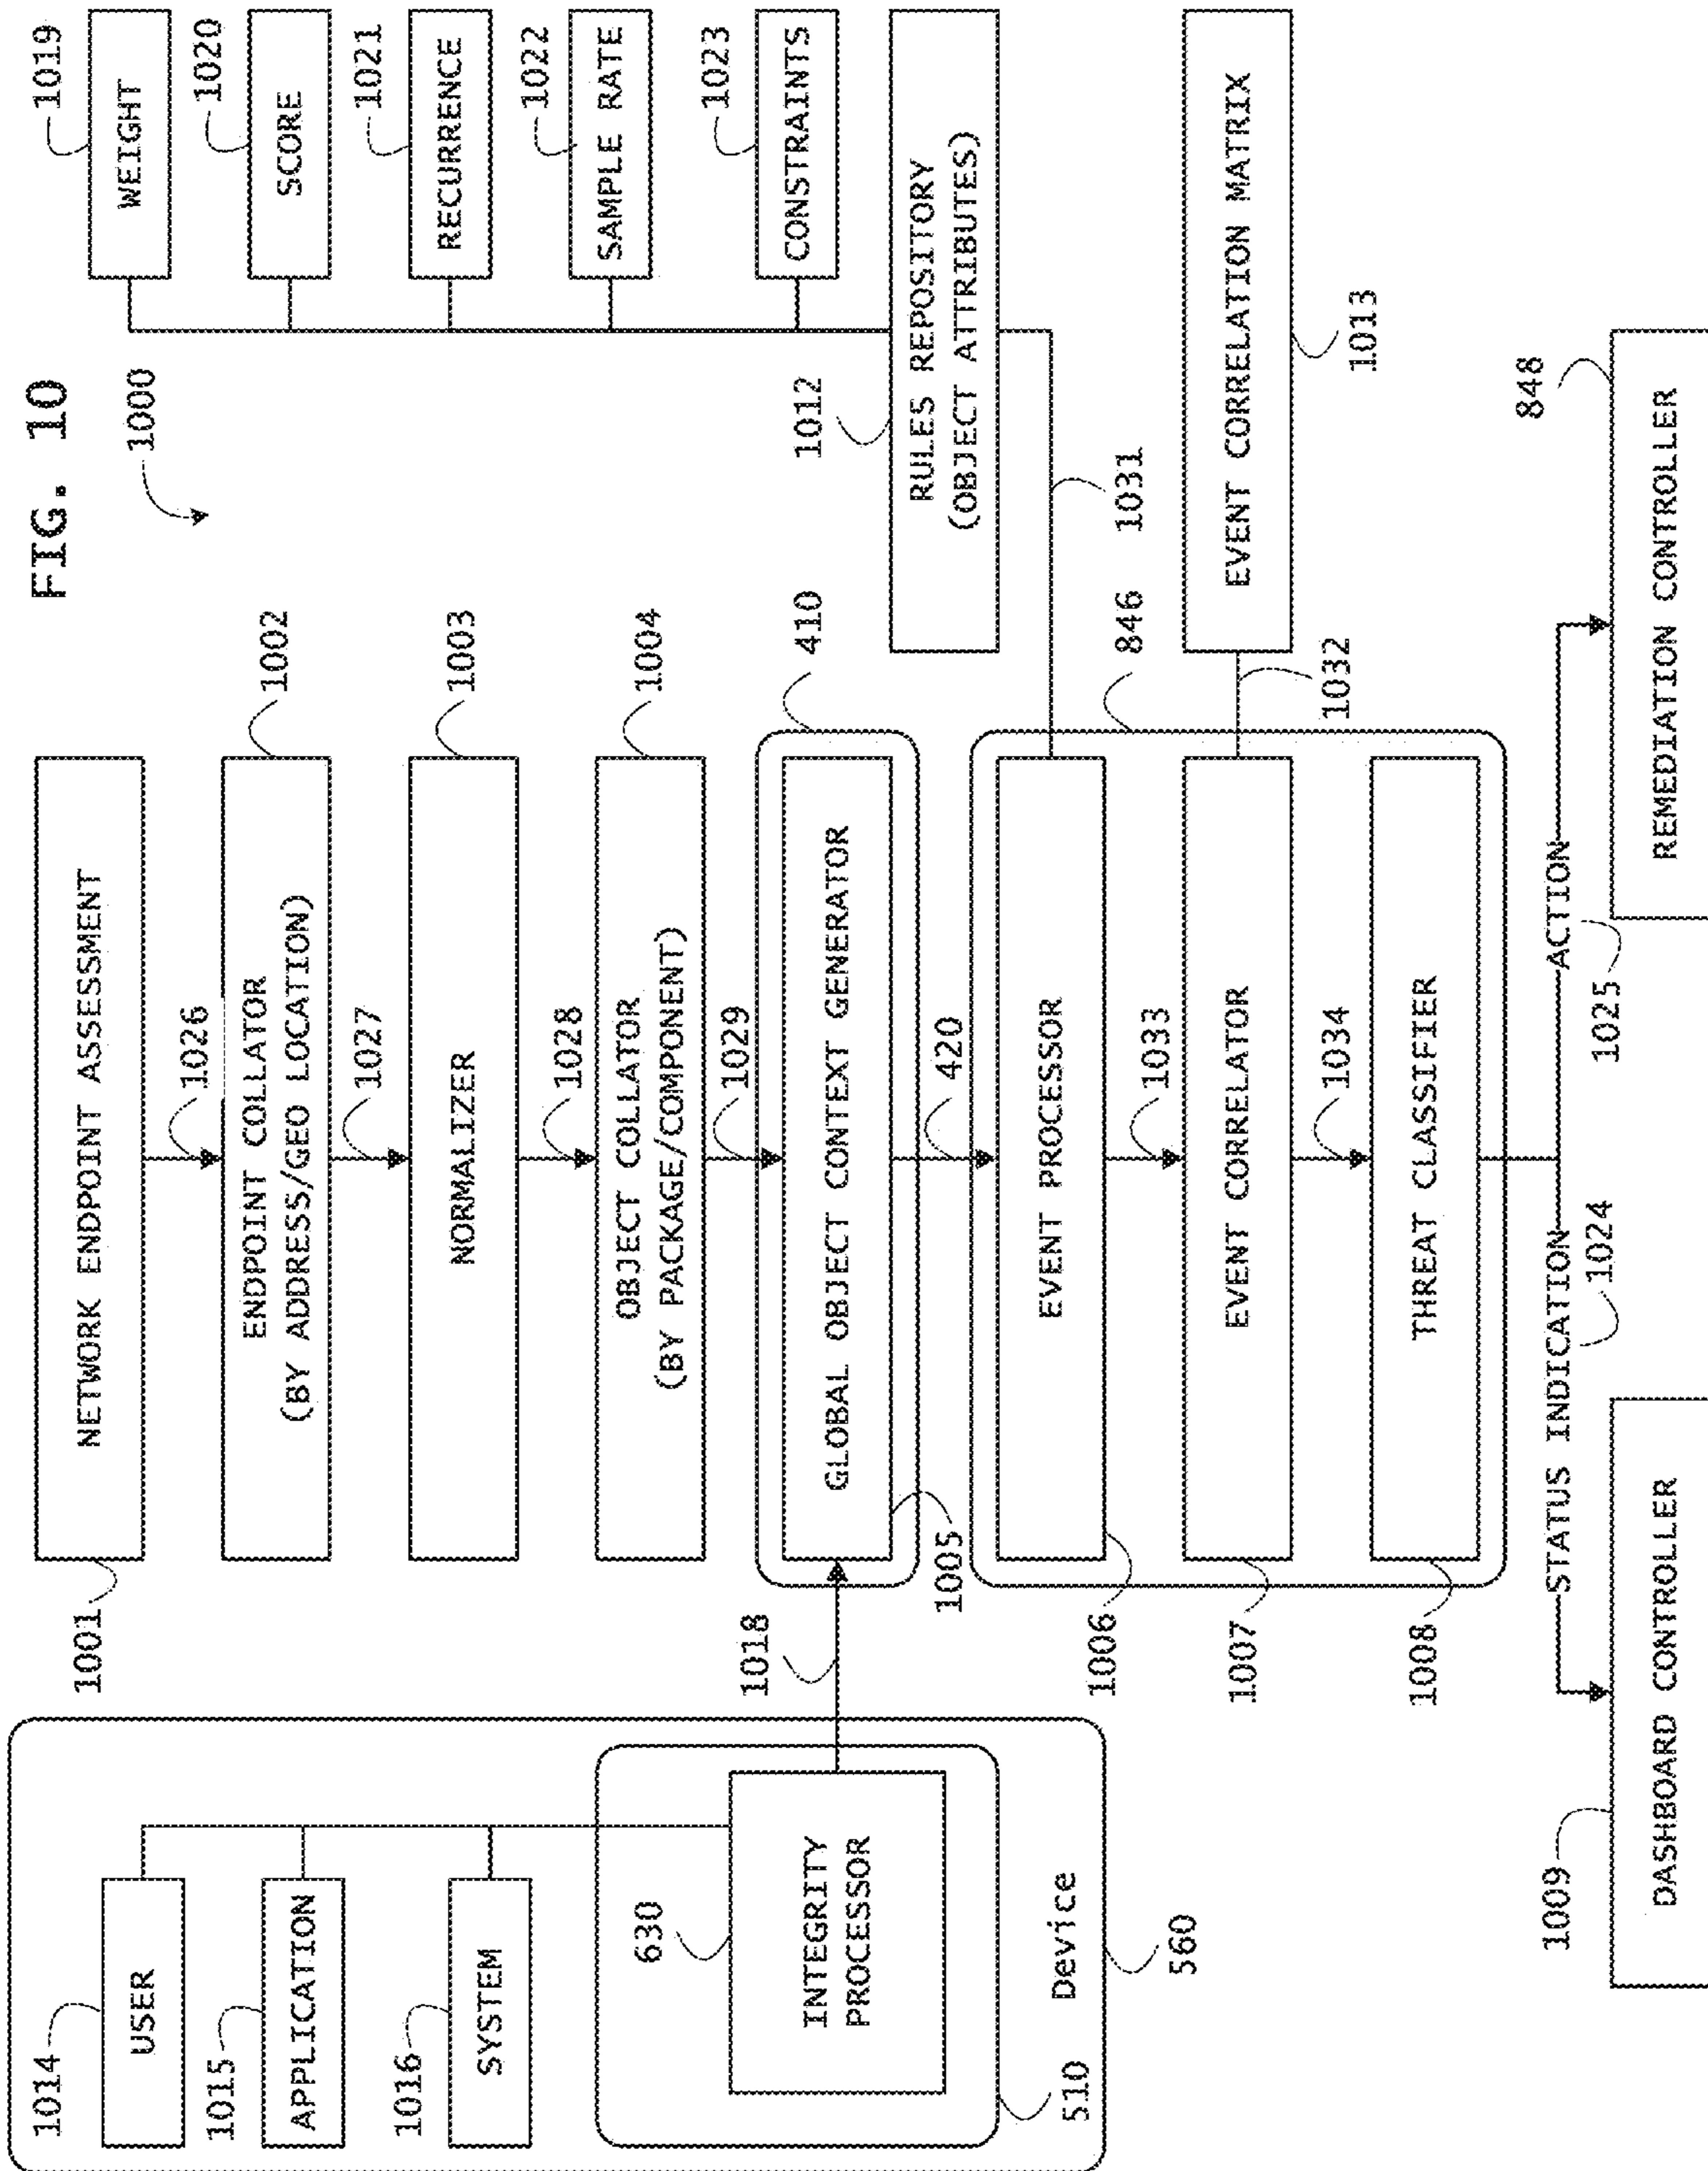 FIG. 10
1000
1014
USER
1015
APPLICATION
1016
SYSTEM
630
INTEGRITY
PROCESSOR
Device
510
560
1018
1001
NETWORK ENDPOINT ASSESSMENT
1026
ENDPOINT COLLATOR
(BY ADDRESS/GEO LOCATION)
1002
1027
NORMALIZER
1003
1028
OBJECT COLLATOR
(BY PACKAGE/COMPONENT)
1004
1029
GLOBAL OBJECT CONTEXT GENERATOR
410
1005
420
EVENT PROCESSOR
846
1006
1033
EVENT CORRELATOR
1007
1034
THREAT CLASSIFIER
1008
1019
WEIGHT
1020
SCORE
1021
RECURRENCE
1022
SAMPLE RATE
1023
CONSTRAINTS
1012
RULES REPOSITORY
(OBJECT ATTRIBUTES)
1031
EVENT CORRELATION MATRIX
1032
1013
STATUS INDICATION
1024
ACTION
1025
1009
DASHBOARD CONTROLLER
848
REMEDIATION CONTROLLER